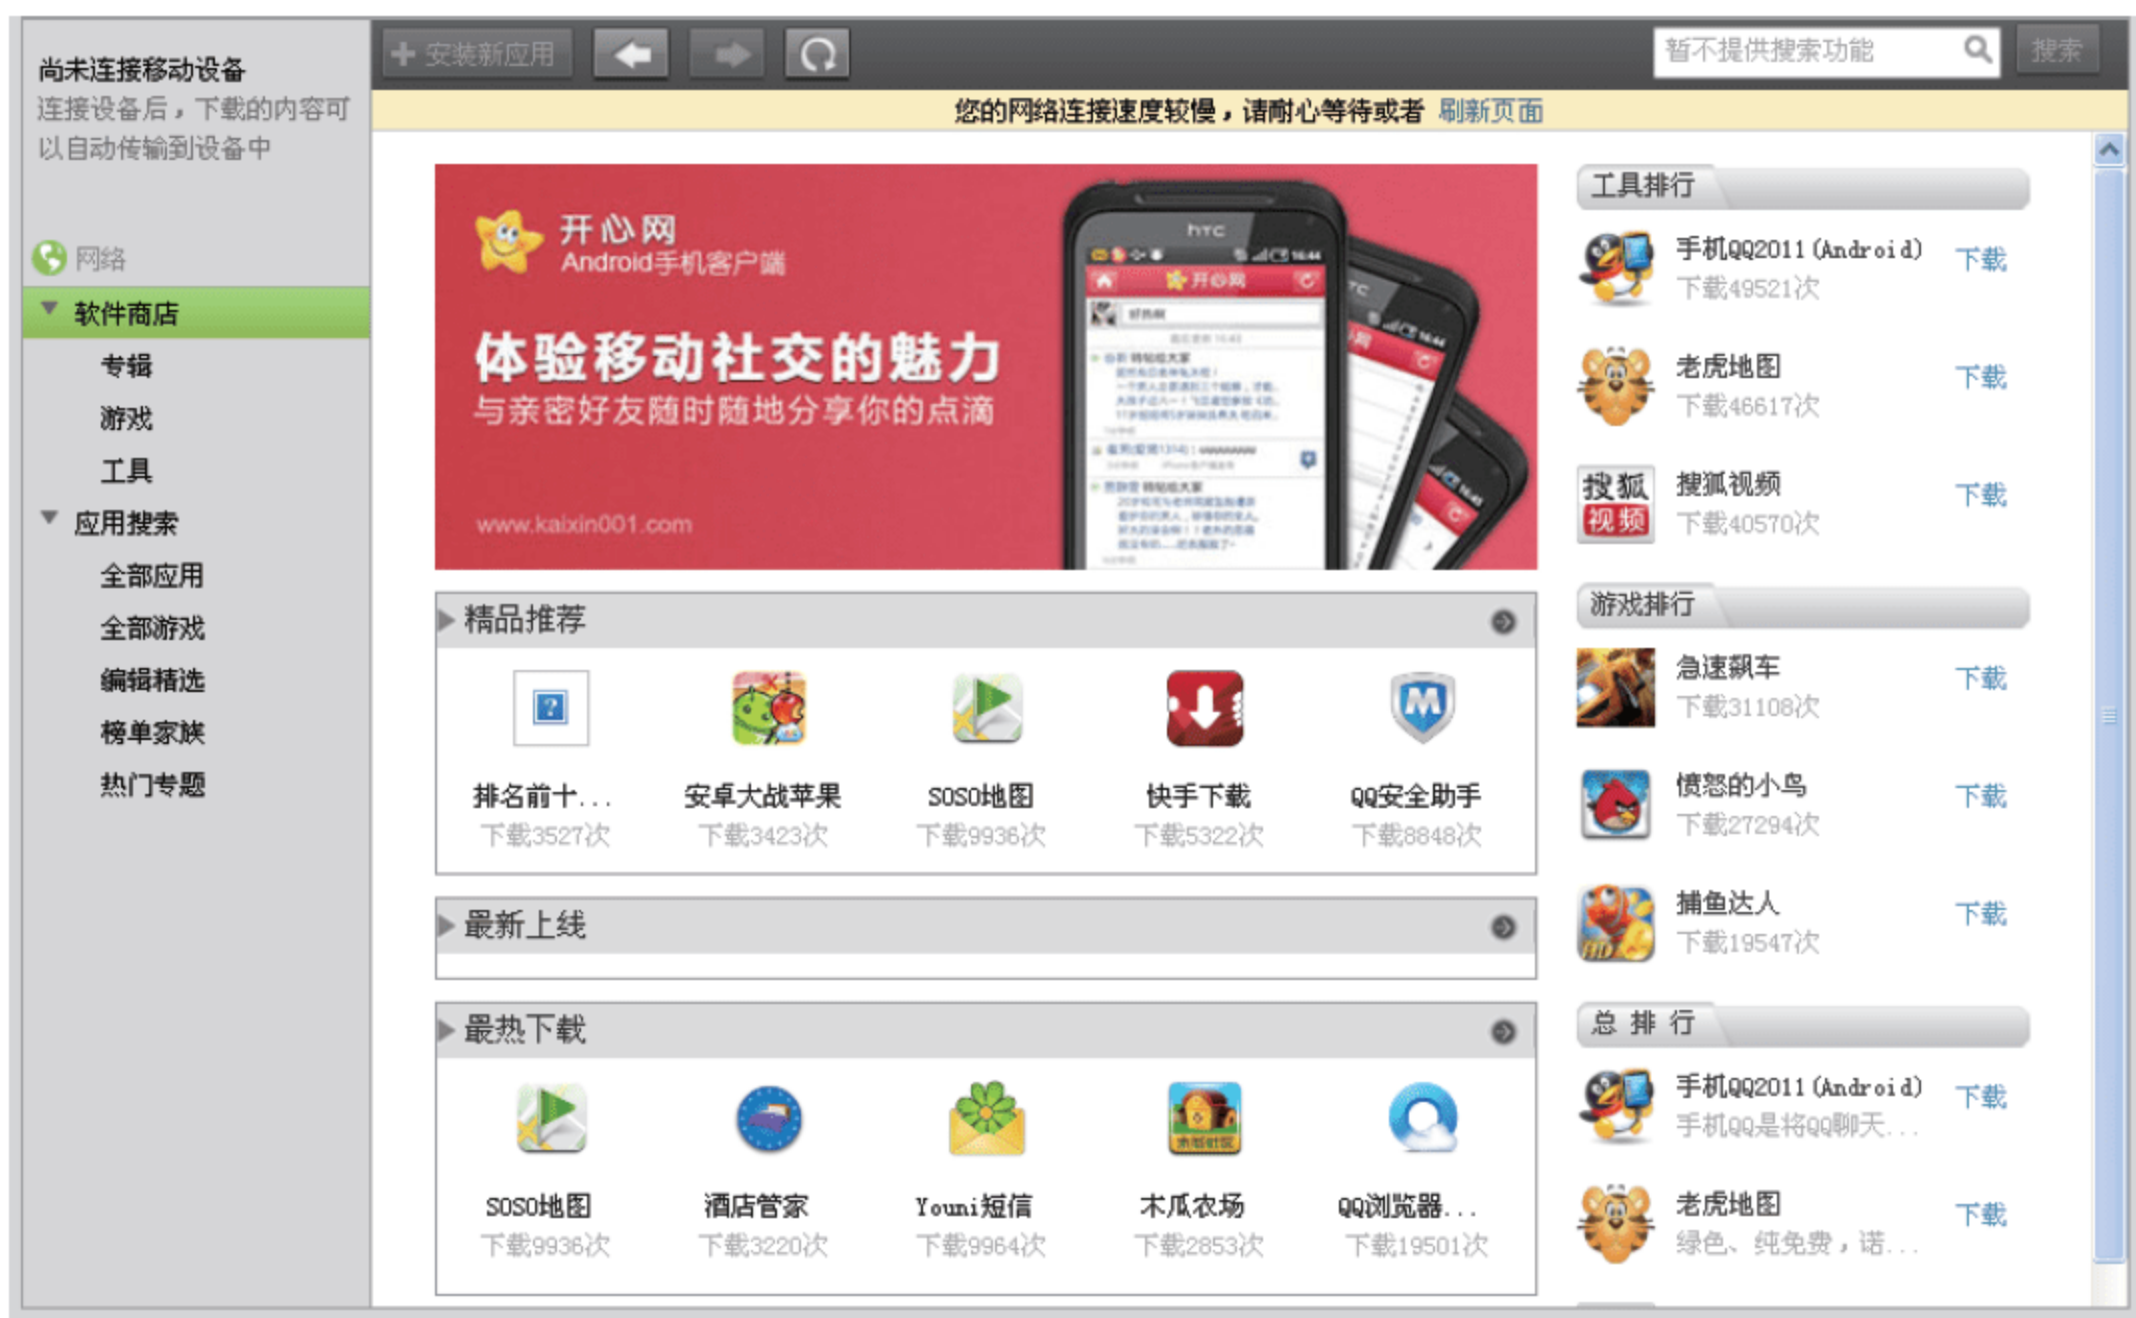 尚未连接移动设备
连接设备后，下载的内容可
以自动传输到设备中
网络
软件商店
专辑
游戏
工具
应用搜索
全部应用
全部游戏
编辑精选
榜单家族
热门专题
安装新应用
暂不提供搜索功能
搜索
您的网络连接速度较慢，请耐心等待或者 刷新页面
开心网
Android手机客户端
体验移动社交的魅力
与亲密好友随时随地分享你的点滴
www.kaixin001.com
hTC
16:44
开心网
精品推荐
排名前十...
下载3527次
安卓大战苹果
下载3423次
SOSO地图
下载9936次
快手下载
下载5322次
QQ安全助手
下载8848次
最新上线
最热下载
SOSO地图
下载9936次
酒店管家
下载3220次
Youni短信
下载9964次
木瓜农场
下载2853次
QQ浏览器...
下载19501次
工具排行
手机QQ2011(Android)
下载49521次
下载
老虎地图
下载46617次
下载
搜狐
视频
搜狐视频
下载40570次
下载
游戏排行
急速飙车
下载31108次
下载
愤怒的小鸟
下载27294次
下载
捕鱼达人
下载19547次
下载
总 排 行
手机QQ2011(Android)
手机QQ是将QQ聊天...
下载
老虎地图
绿色、纯免费，诺...
下载